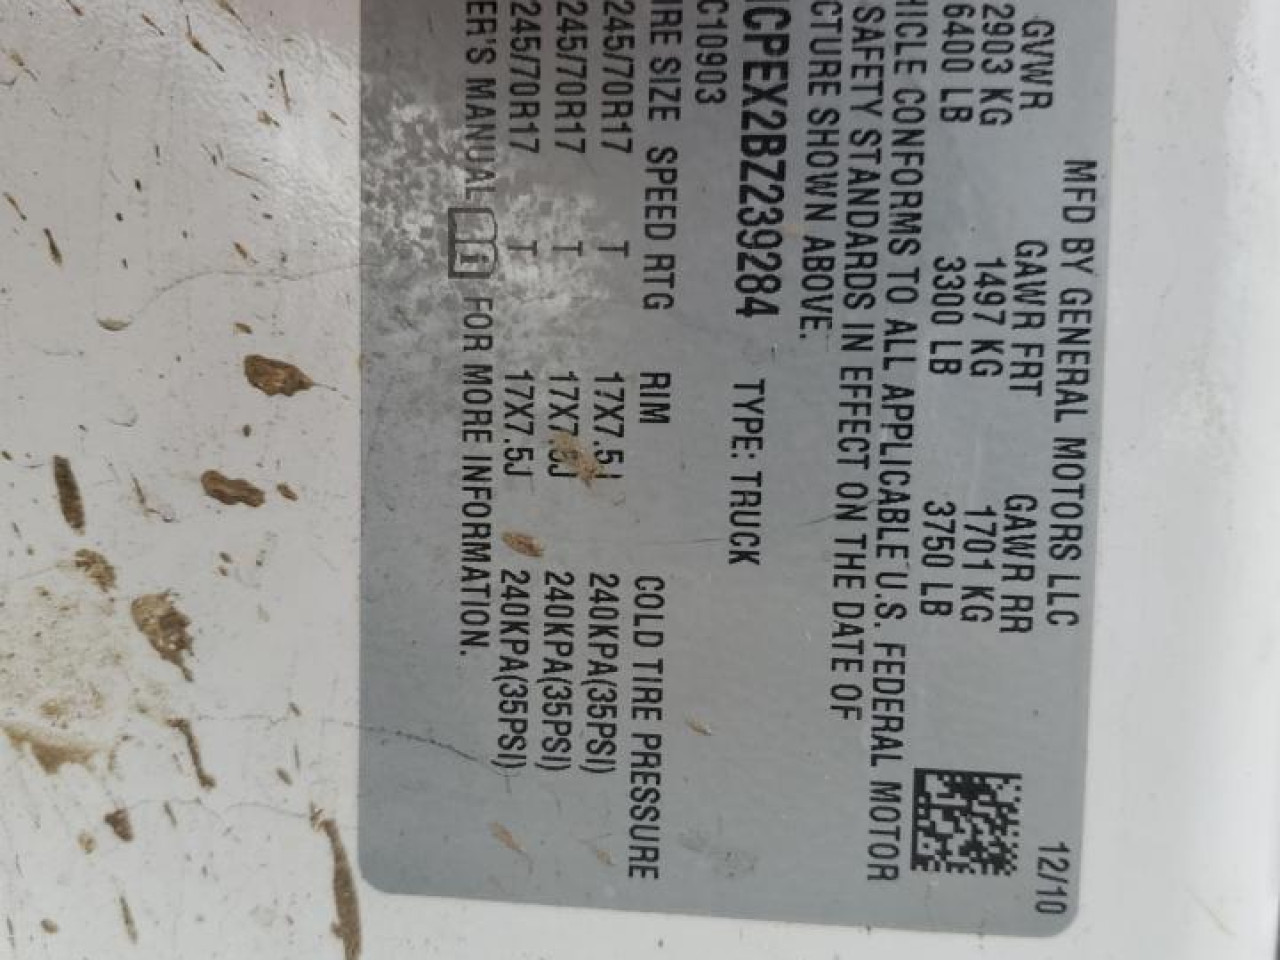 MFD BY GENERAL MOTORS LLC 12/10
GVWR GAWR FRT GAWR RR
2903 KG 1497 KG 1701 KG
6400 LB 3300 LB 3750 LB
HICLE CONFORMS TO ALL APPLICABLE U.S. FEDERAL MOTOR
SAFETY STANDARDS IN EFFECT ON THE DATE OF
CTURE SHOWN ABOVE.
CPEX2BZ239284 TYPE: TRUCK
C10903
IRE SIZE SPEED RTG RIM COLD TIRE PRESSURE
245/70R17 T 17X7.5J 240KPA(35PSI)
245/70R17 T 17X7.5J 240KPA(35PSI)
245/70R17 T 17X7.5J 240KPA(35PSI)
ER'S MANUAL i FOR MORE INFORMATION.